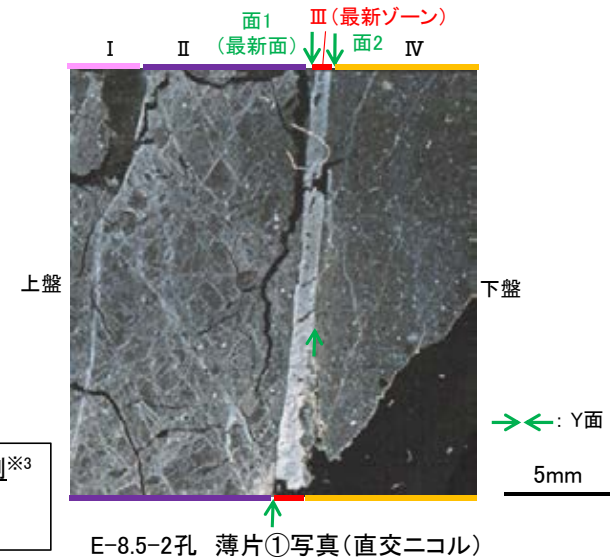 面1
(最新面)
Ⅲ(最新ゾーン)
面2
Ⅰ
Ⅱ
Ⅳ
上盤
下盤
: Y面
5mm
※3
E-8.5-2孔 薄片①写真(直交ニコル)